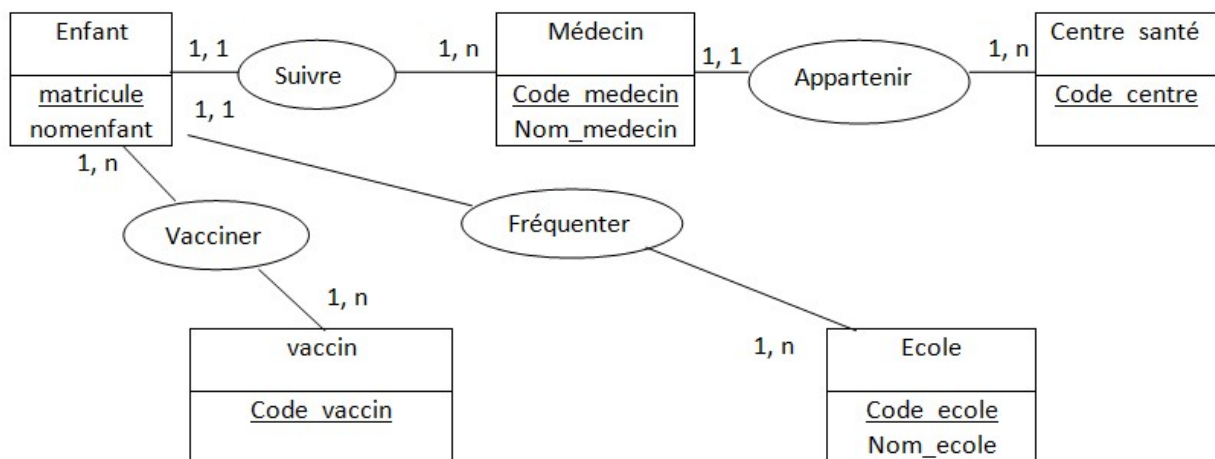 Enfant
matricule
nomenfant
1, 1
Suivre
1, n
Médecin
Code_medecin
Nom_medecin
1, 1
Appartenir
1, n
Centre santé
Code_centre
1, 1
1, n
Vacciner
Fréquenter
1, n
vaccin
Code_vaccin
1, n
Ecole
Code_ecole
Nom_ecole